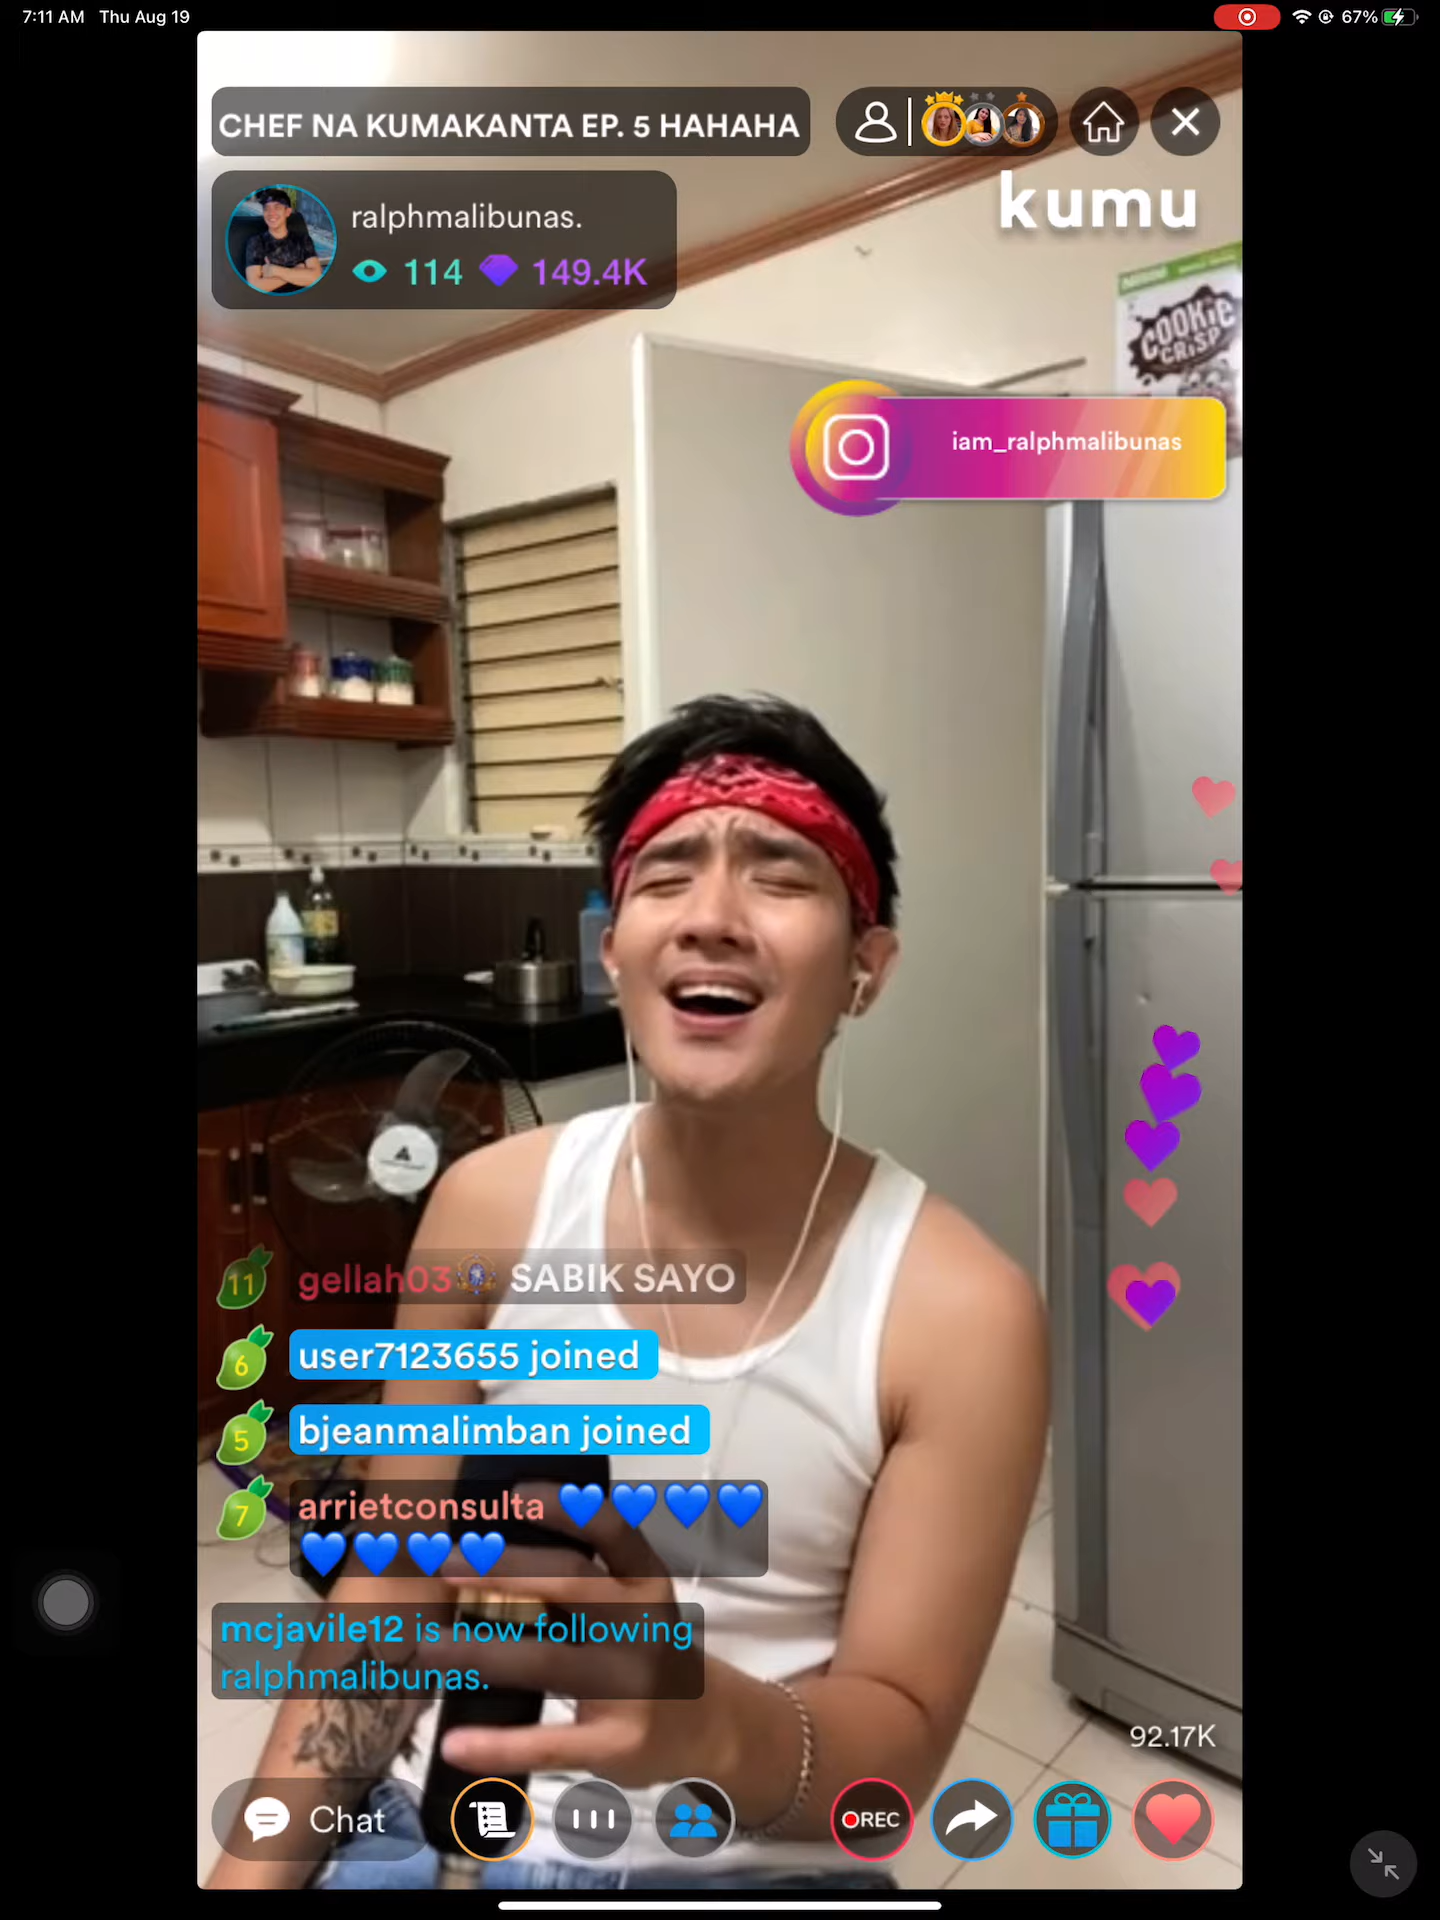 7:11 AM Thu Aug 19
67%
CHEF NA KUMAKANTA EP. 5 HAHAHA
ralphmalibunas.
114 149.4K
kumu
COOKIE
CRISP
iam_ralphmalibunas
11 gellah03 SABIK SAYO
6 user7123655 joined
5 bjeanmalimban joined
7 arrietconsulta 💙💙💙💙
💙💙💙💙
mcjavile12 is now following
ralphmalibunas.
92.17K
Chat
REC